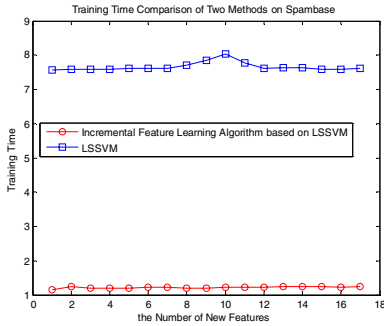 Training Time Comparison of Two Methods on Spambase
9
8
7
6
5
4
3
2
1
Training Time
Incremental Feature Learning Algorithm based on LSSVM
LSSVM
0 2 4 6 8 10 12 14 16 18
the Number of New Features